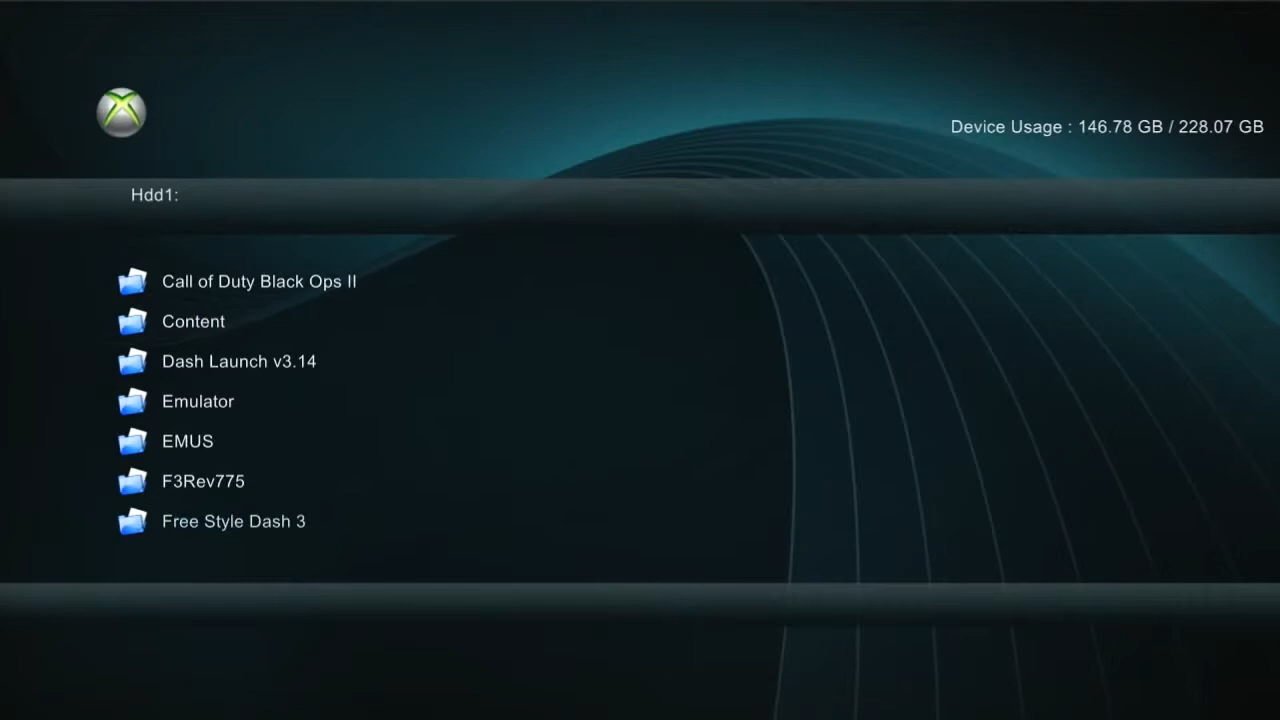 Device Usage : 146.78 GB / 228.07 GB
Hdd1:
Call of Duty Black Ops II
Content
Dash Launch v3.14
Emulator
EMUS
F3Rev775
Free Style Dash 3